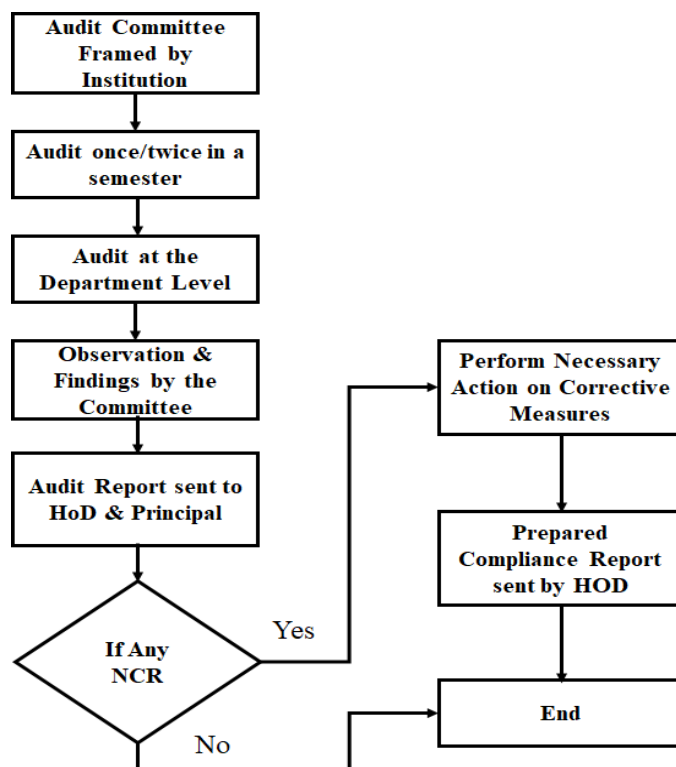 Audit Committee
Framed by
Institution
Audit once/twice in a
semester
Audit at the
Department Level
Observation &
Findings by the
Committee
Audit Report sent to
HoD & Principal
If Any
NCR
Yes
No
Perform Necessary
Action on Corrective
Measures
Prepared
Compliance Report
sent by HOD
End